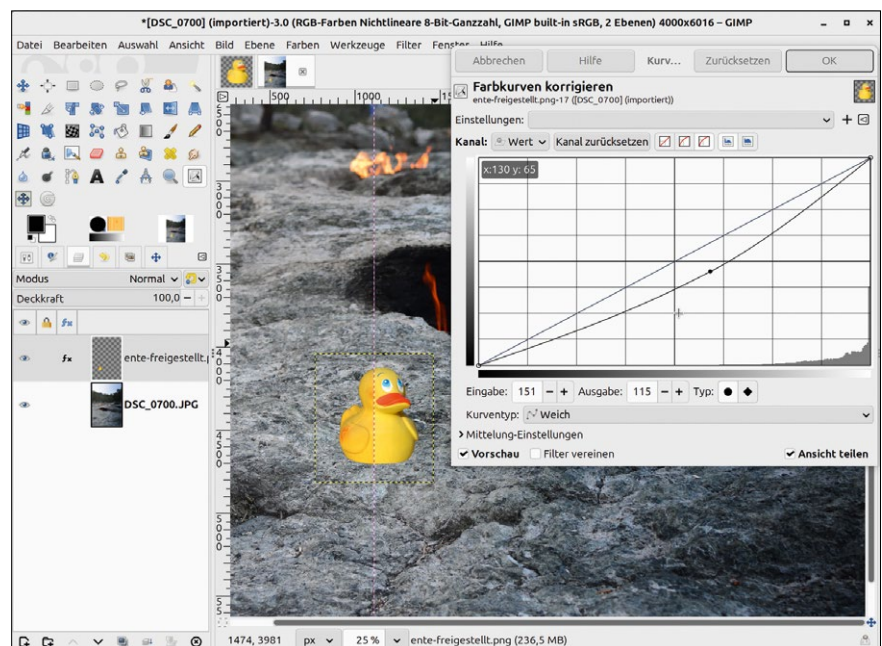 *[DSC_0700] (importiert)-3.0 (RGB-Farben Nichtlineare 8-Bit-Ganzzahl, GIMP built-in sRGB, 2 Ebenen) 4000x6016 – GIMP
Datei Bearbeiten Auswahl Ansicht Bild Ebene Farben Werkzeuge Filter Fenster Hilfe
Abbrechen Hilfe Kurv... Zurücksetzen OK
Farbkurven korrigieren
ente-freigestellt.png-17 ([DSC_0700] (importiert))
Einstellungen:
Kanal: Wert Kanal zurücksetzen
x:130 y: 65
500 1000
Modus Normal
Deckkraft 100,0
fx
fx ente-freigestellt.
DSC_0700.JPG
Eingabe: 151 Ausgabe: 115 Typ:
Kurventyp: Weich
Mittelung-Einstellungen
Vorschau Filter vereinen Ansicht teilen
1474, 3981 px 25 % ente-freigestellt.png (236,5 MB)